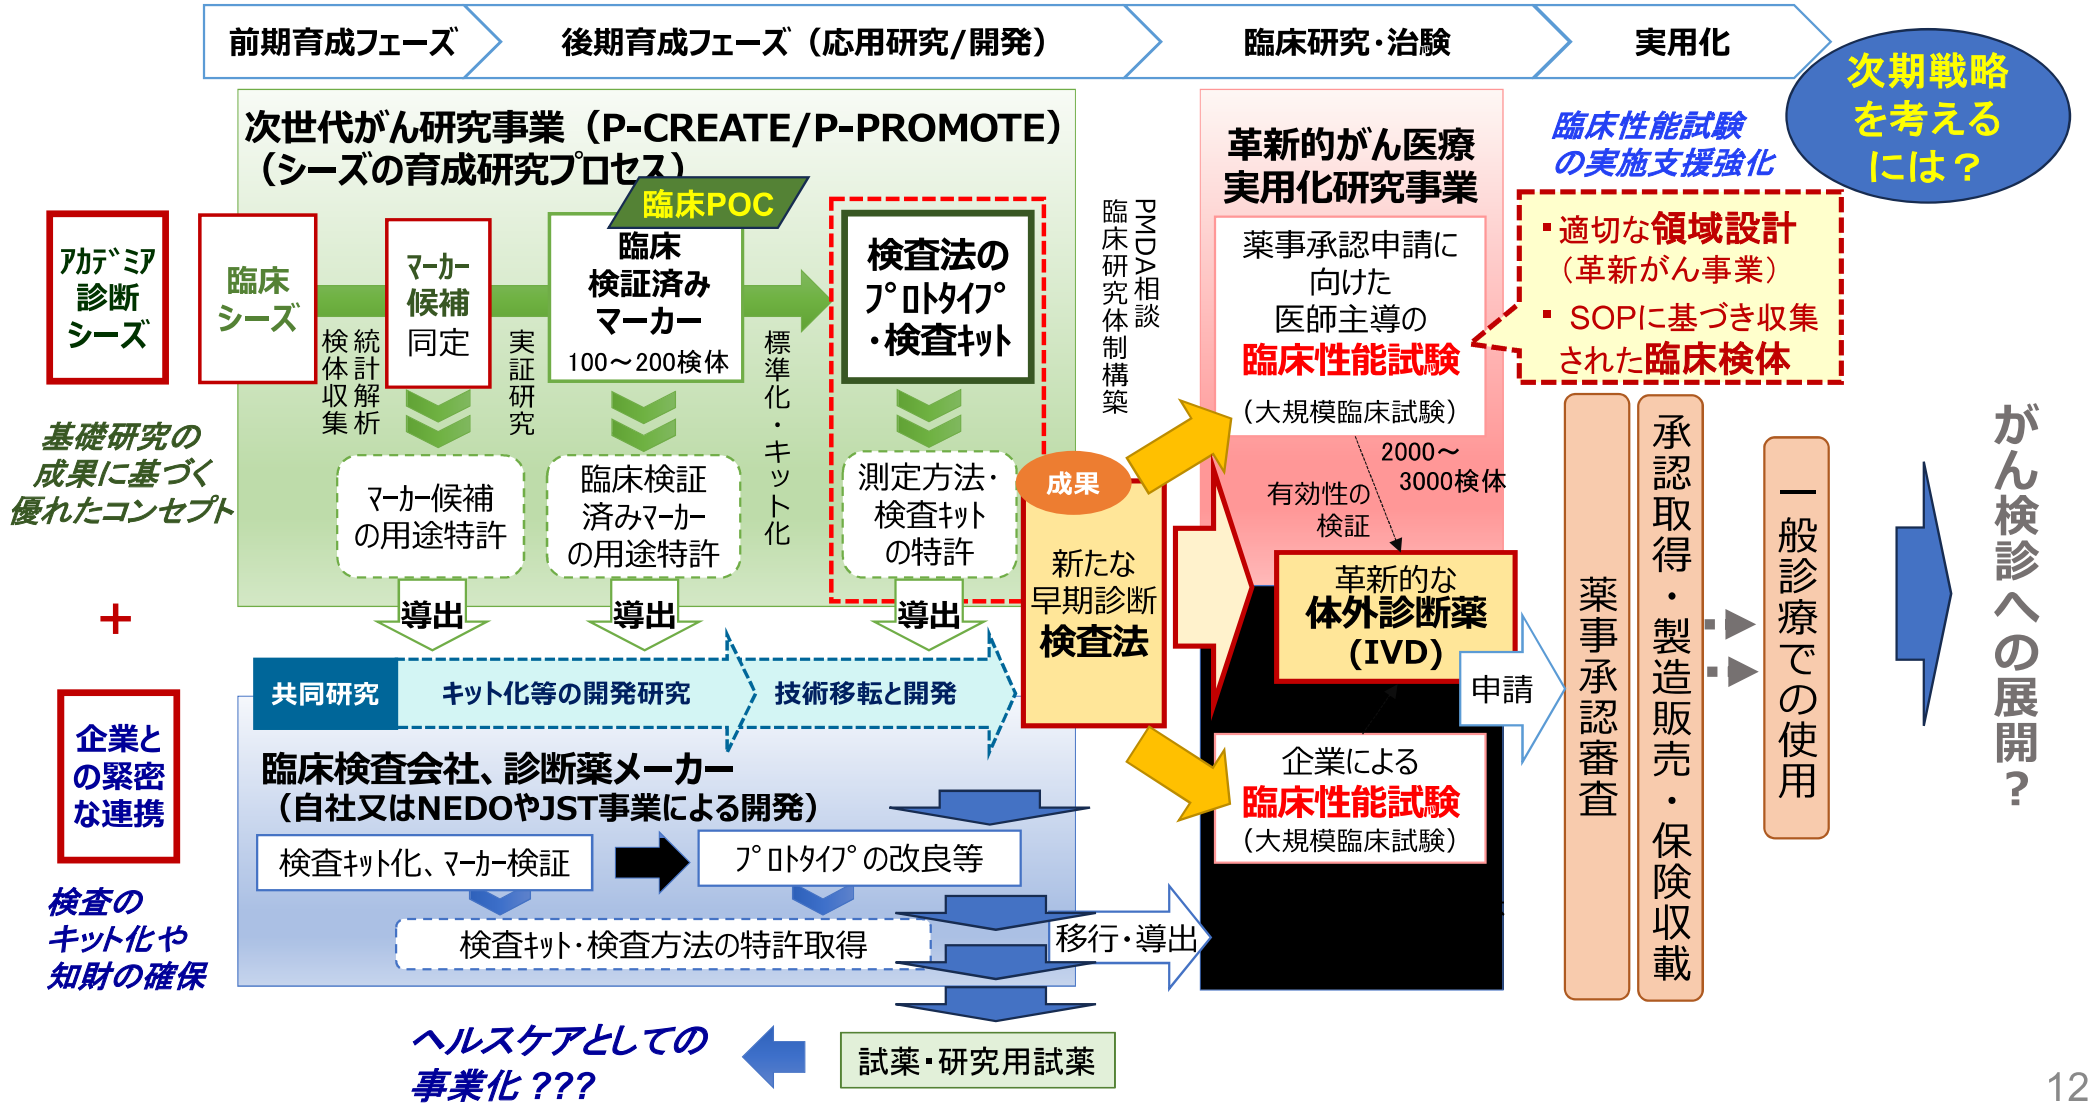 前期育成フェーズ
後期育成フェーズ（応用研究/開発）
臨床研究・治験
実用化
次期戦略
を考える
には？
次世代がん研究事業（P-CREATE/P-PROMOTE）
（シーズの育成研究プロセス）
臨床POC
アカデミア
診断
シーズ
臨床
シーズ
検体収集
統計解析
マーカー
候補
同定
実証研究
臨床
検証済み
マーカー
100～200検体
標準化・キット化
検査法の
プロトタイプ
・検査キット
臨床研究体制構築
PMDA相談
基礎研究の
成果に基づく
優れたコンセプト
マーカー候補
の用途特許
臨床検証
済みマーカー
の用途特許
測定方法・
検査キット
の特許
導出
導出
導出
成果
新たな
早期診断
検査法
革新的がん医療
実用化研究事業
薬事承認申請に
向けた
医師主導の
臨床性能試験
（大規模臨床試験）
2000～
3000検体
有効性の
検証
革新的な
体外診断薬
（IVD）
申請
企業による
臨床性能試験
（大規模臨床試験）
臨床性能試験
の実施支援強化
▪適切な領域設計
（革新がん事業）
▪ SOPに基づき収集
された臨床検体
薬事承認審査
承認取得・製造販売・保険収載
一般診療での使用
がん検診への展開？
+
企業と
の緊密
な連携
検査の
キット化や
知財の確保
共同研究
キット化等の開発研究
技術移転と開発
臨床検査会社、診断薬メーカー
（自社又はNEDOやJST事業による開発）
検査キット化、マーカー検証
プロトタイプの改良等
検査キット・検査方法の特許取得
移行・導出
試薬・研究用試薬
ヘルスケアとしての
事業化 ???
12